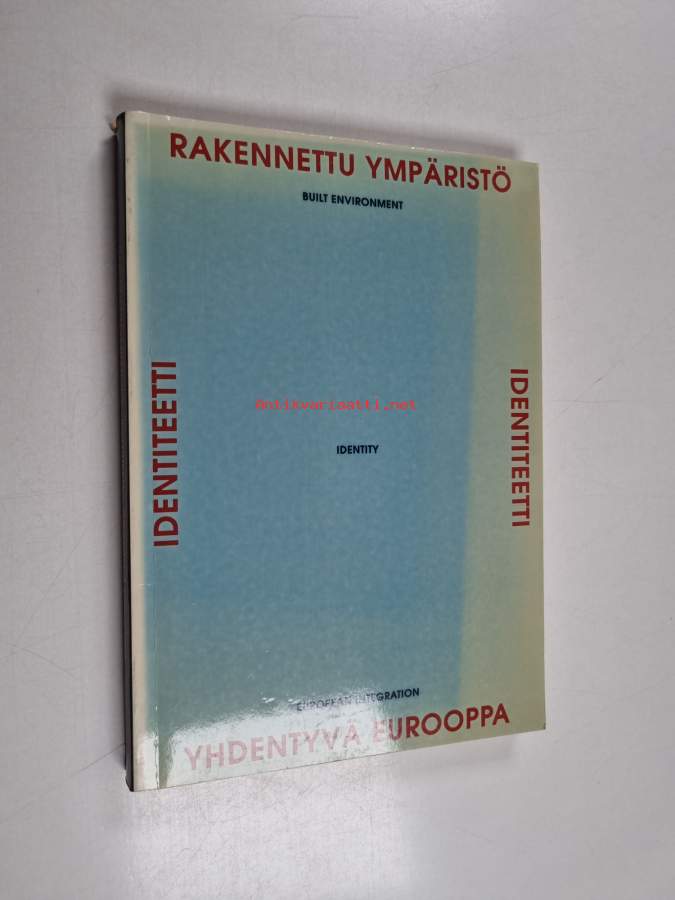 RAKENNETTU YMPÄRISTÖ
BUILT ENVIRONMENT
IDENTITEETTI
IDENTITEETTI
Antikvariaatti.net
IDENTITY
EUROPEAN INTEGRATION
YHDENTYVÄ EUROOPPA